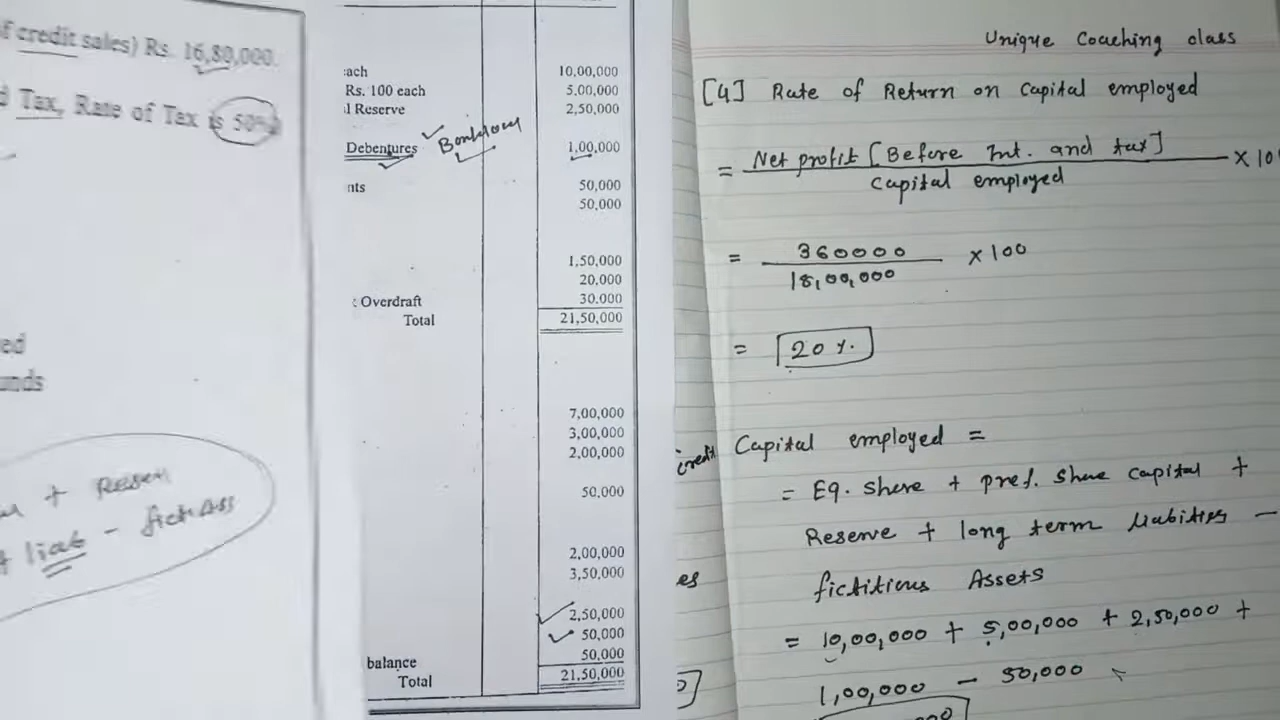 f credit sales) Rs. 16,80,000.
d Tax, Rate of Tax is 50%
ed
unds
+ Reser
liab - fict Ass
:ach 10,00,000
Rs. 100 each 5,00,000
l Reserve 2,50,000
Debentures 1,00,000
nts 50,000
50,000
1,50,000
20,000
: Overdraft 30.000
Total 21,50,000
7,00,000
3,00,000
2,00,000
50,000
2,00,000
3,50,000
2,50,000
50,000
balance 50,000
Total 21,50,000
Unique Coaching class
[4] Rate of Return on Capital employed
= Net profit [Before Int. and tax] × 10
Capital employed
= 360000 × 100
18,00,000
= 20 %.
credit
Capital employed =
= Eq. share + pref. share capital +
Reserve + long term liabilities -
fictitious Assets
es
= 10,00,000 + 5,00,000 + 2,50,000 +
1,00,000 - 50,000